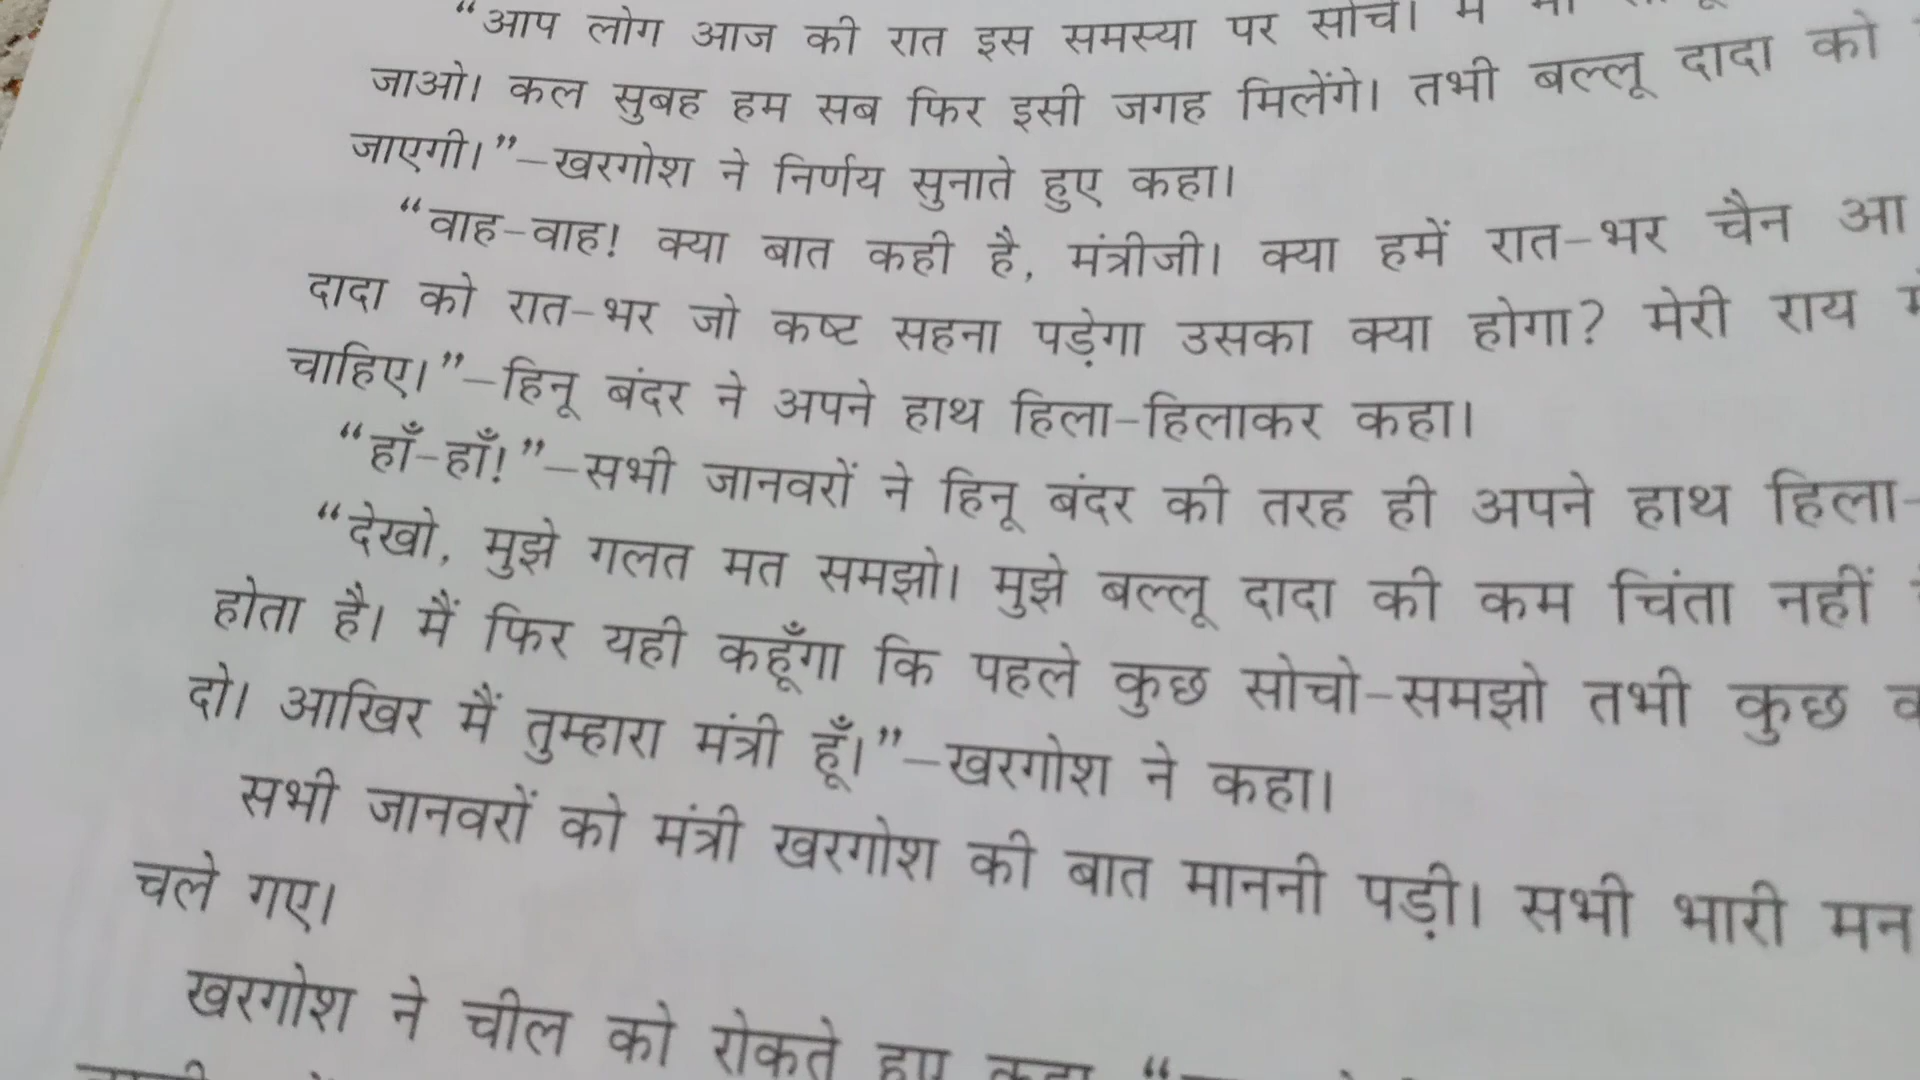 “आप लोग आज की रात इस समस्या पर
जाओ। कल सुबह हम सब फिर इसी जगह मिलेंगे। तभी बल्लू दादा को
जाएगी।”–खरगोश ने निर्णय सुनाते हुए कहा।
“वाह-वाह! क्या बात कही है, मंत्रीजी। क्या हमें रात-भर चैन आ
दादा को रात-भर जो कष्ट सहना पड़ेगा उसका क्या होगा? मेरी राय
चाहिए।”–हिनू बंदर ने अपने हाथ हिला-हिलाकर कहा।
“हाँ-हाँ!”–सभी जानवरों ने हिनू बंदर की तरह ही अपने हाथ हिला-
“देखो, मुझे गलत मत समझो। मुझे बल्लू दादा की कम चिंता नहीं
होता है। मैं फिर यही कहूँगा कि पहले कुछ सोचो-समझो तभी कुछ
दो। आखिर मैं तुम्हारा मंत्री हूँ।”–खरगोश ने कहा।
सभी जानवरों को मंत्री खरगोश की बात माननी पड़ी। सभी भारी मन
चले गए।
खरगोश ने चील को रोकते हुए कहा